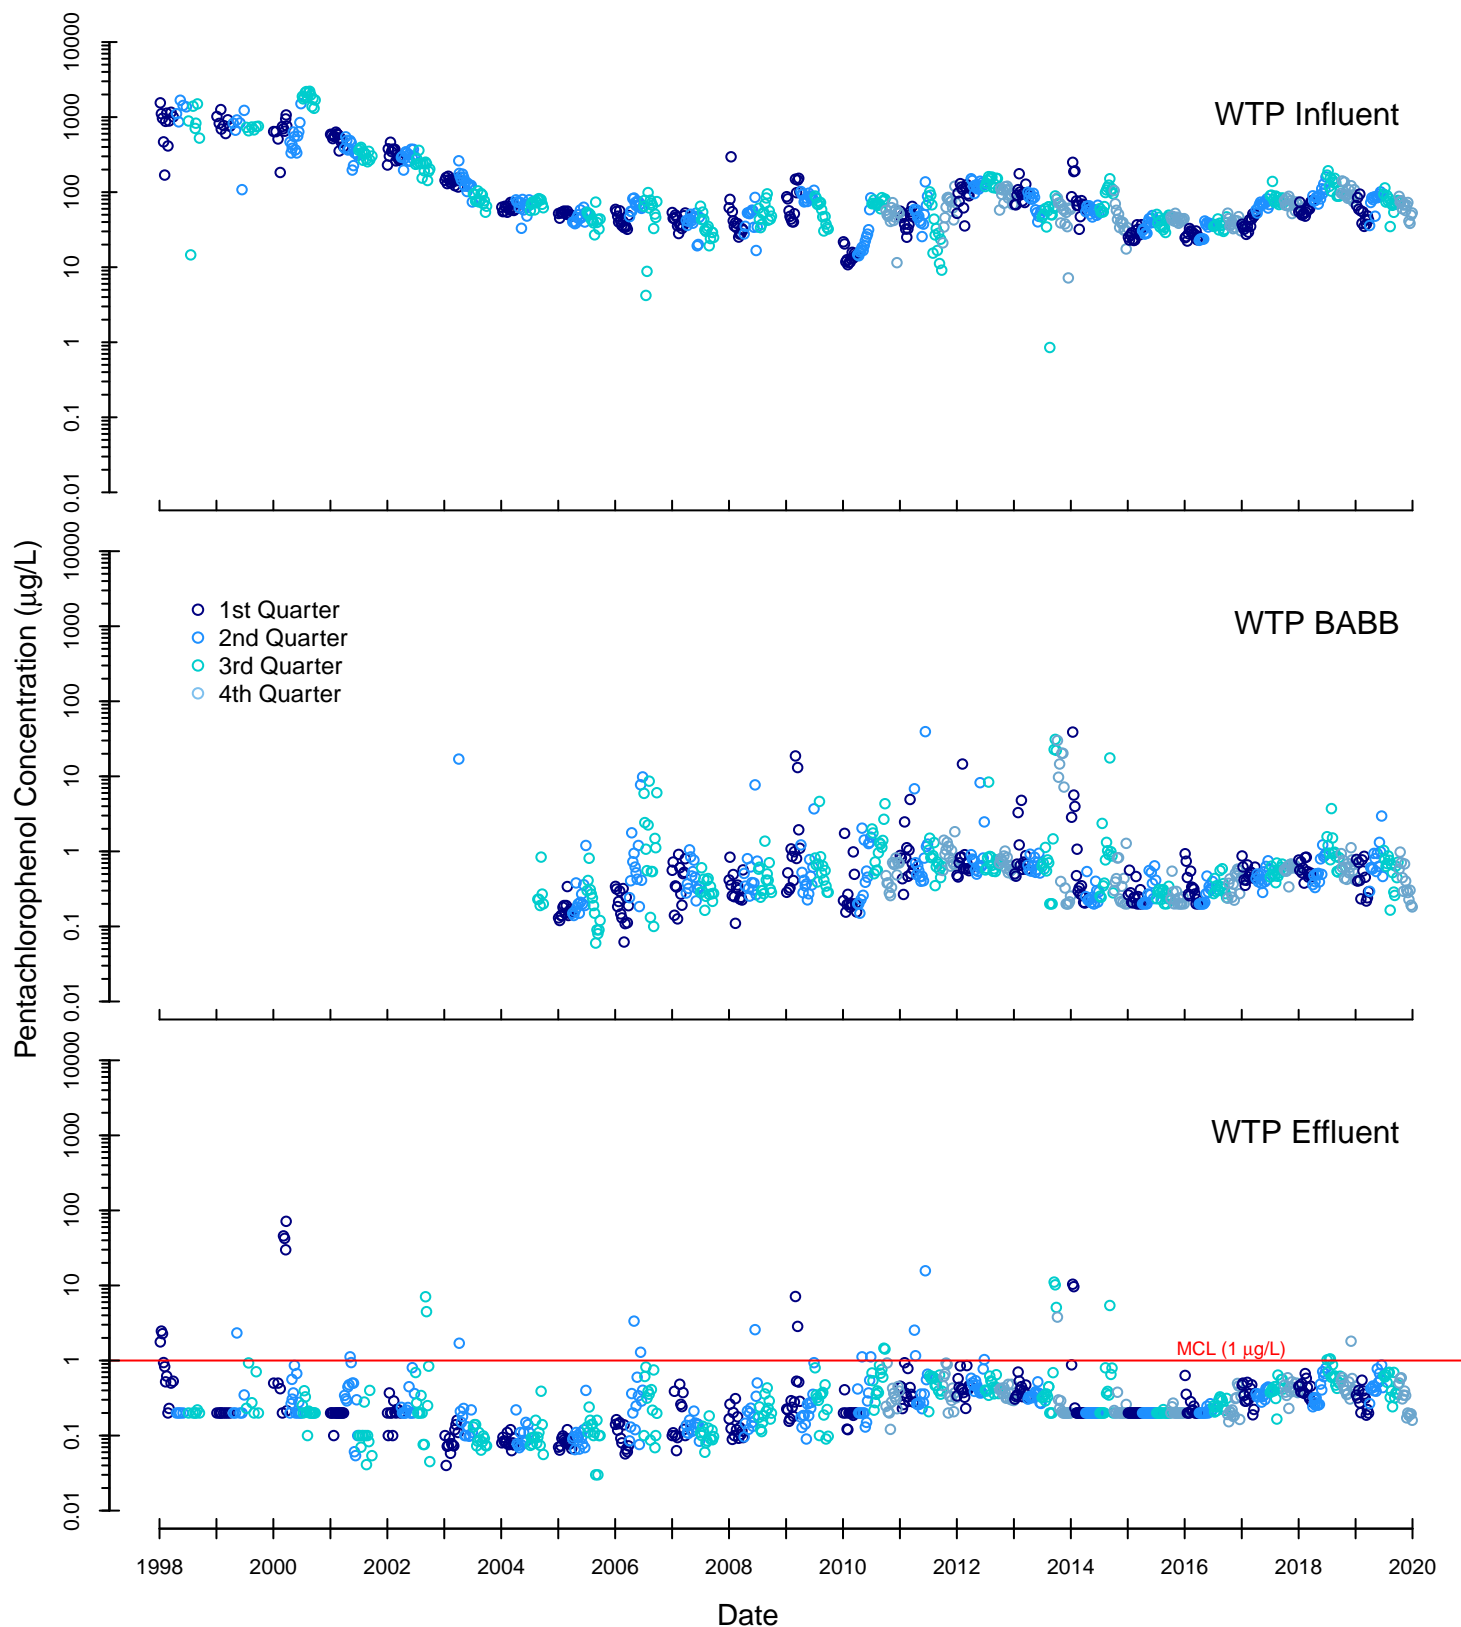 10000
1000
100
10
1
0.1
0.01
WTP Influent
Pentachlorophenol Concentration (μg/L)
10000
1000
100
10
1
0.1
0.01
WTP BABB
1st Quarter
2nd Quarter
3rd Quarter
4th Quarter
10000
1000
100
10
1
0.1
0.01
WTP Effluent
MCL (1 μg/L)
1998 2000 2002 2004 2006 2008 2010 2012 2014 2016 2018 2020
Date